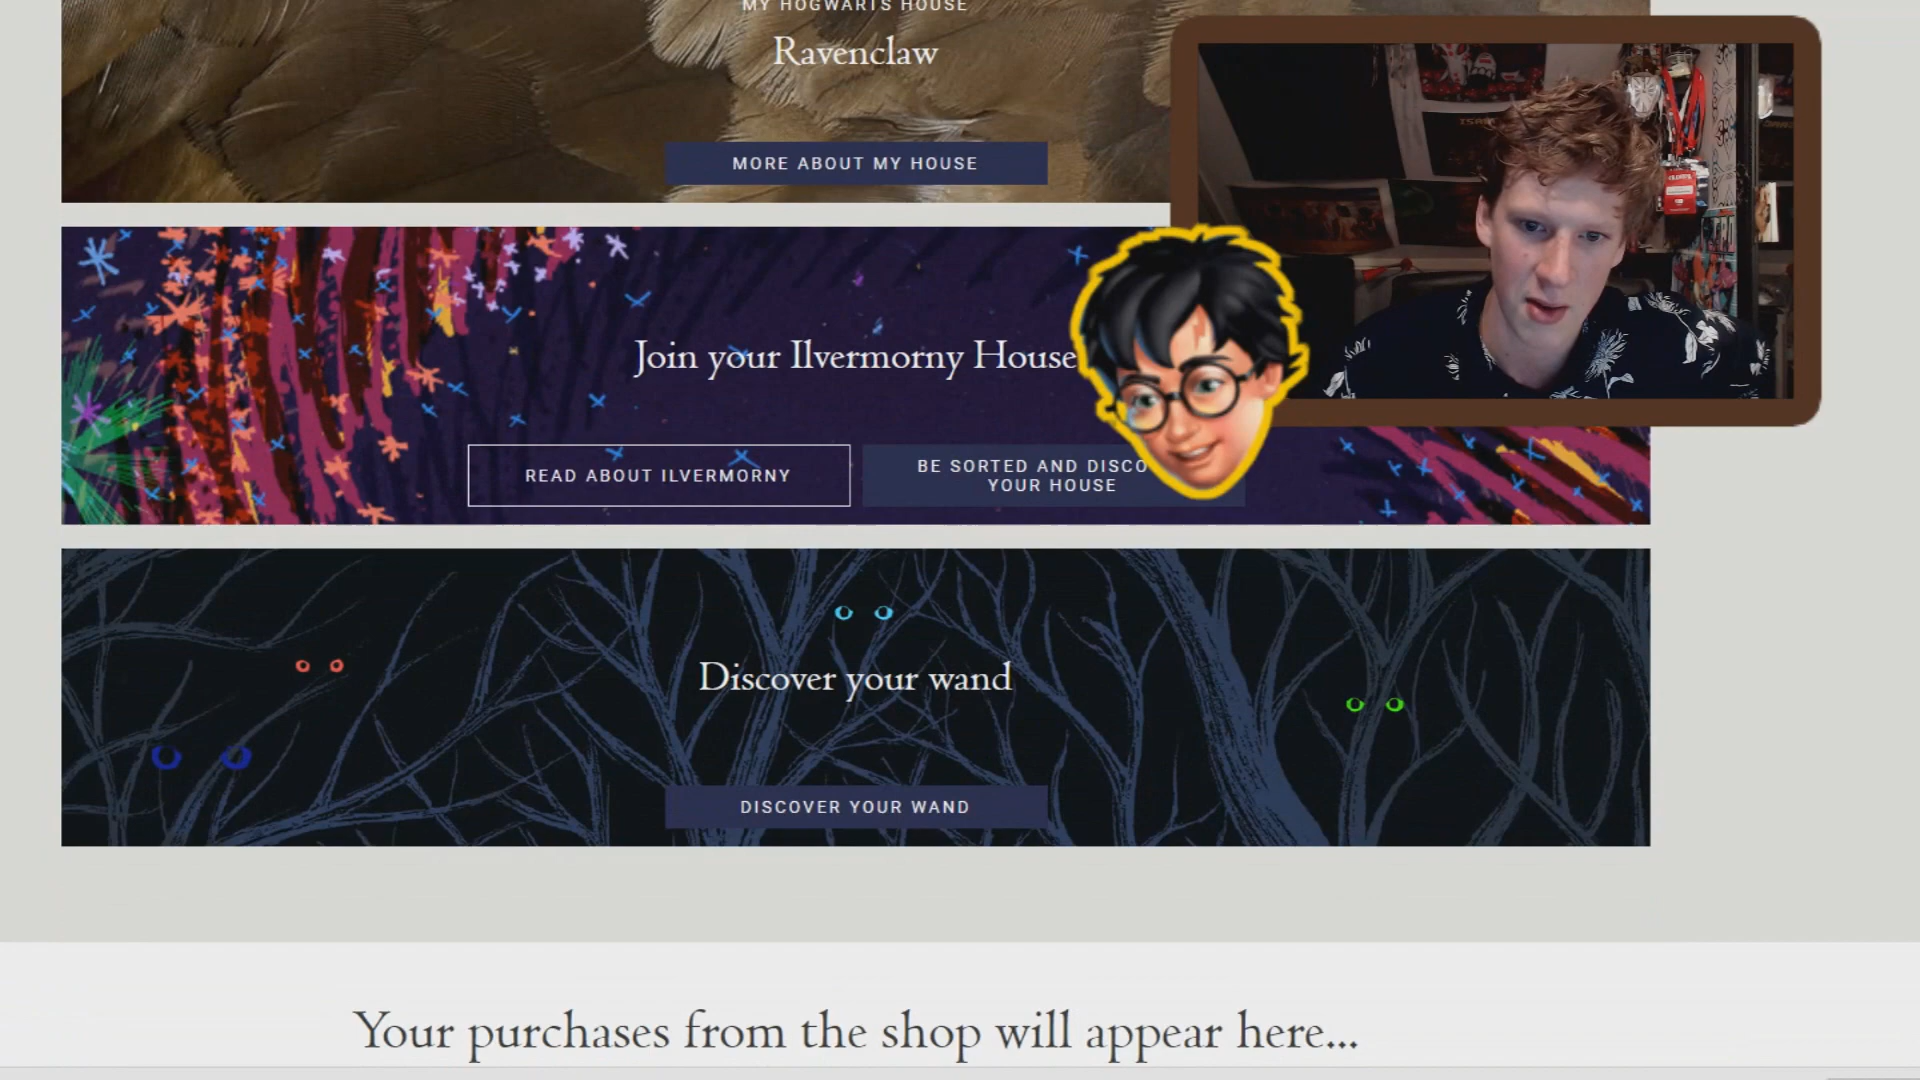 MY HOGWARTS HOUSE
Ravenclaw
MORE ABOUT MY HOUSE
Join your Ilvermorny House
READ ABOUT ILVERMORNY
BE SORTED AND DISCO
YOUR HOUSE
Discover your wand
DISCOVER YOUR WAND
Your purchases from the shop will appear here...